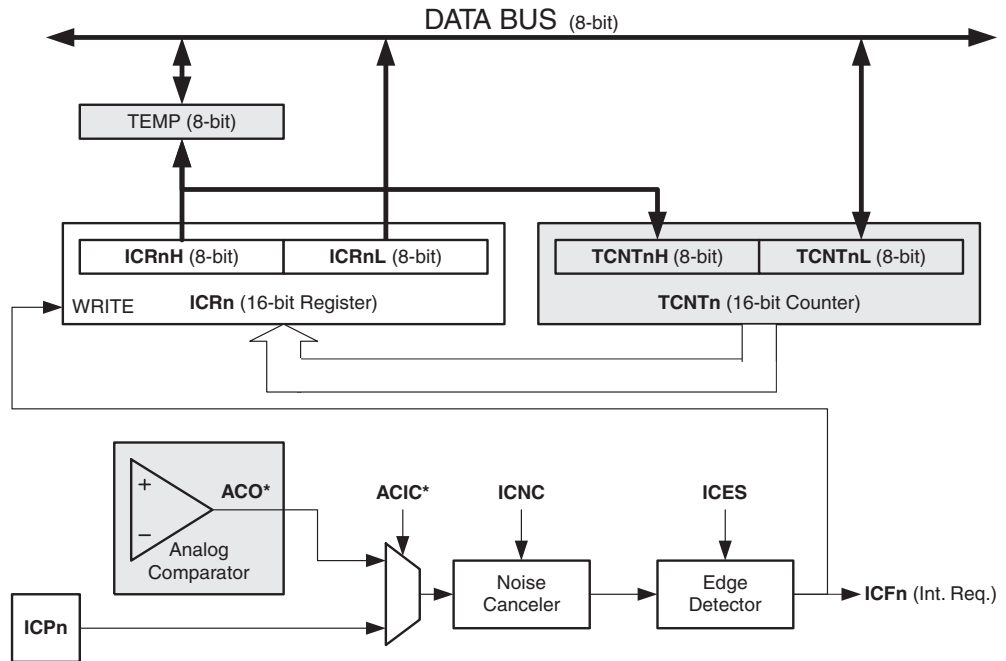 DATA BUS (8-bit)
TEMP (8-bit)
ICRnH (8-bit)
ICRnL (8-bit)
TCNTnH (8-bit)
TCNTnL (8-bit)
WRITE
ICRn (16-bit Register)
TCNTn (16-bit Counter)
+
−
ACO*
Analog
Comparator
ACIC*
ICNC
ICES
Noise
Canceler
Edge
Detector
ICFn (Int. Req.)
ICPn